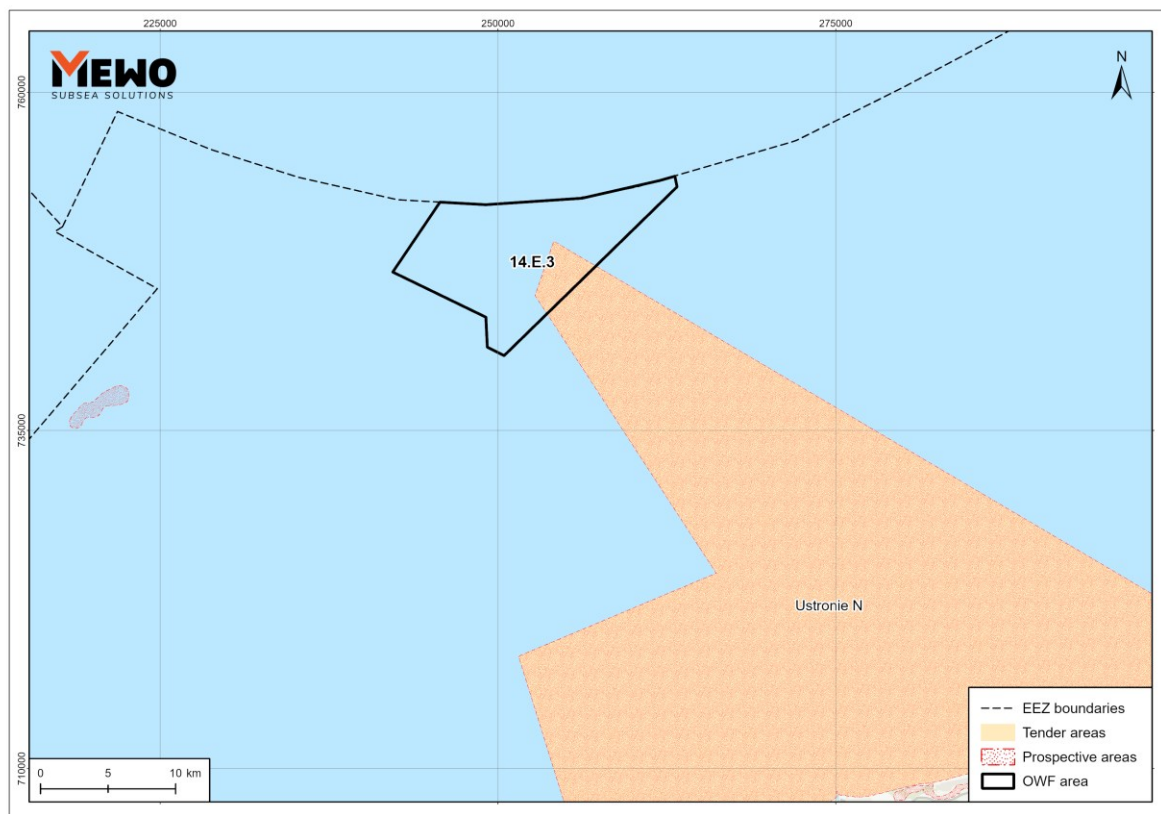 225000
250000
275000
MEWO
SUBSEA SOLUTIONS
N
760000
14.E.3
735000
Ustronie N
710000
0 5 10 km
EEZ boundaries
Tender areas
Prospective areas
OWF area